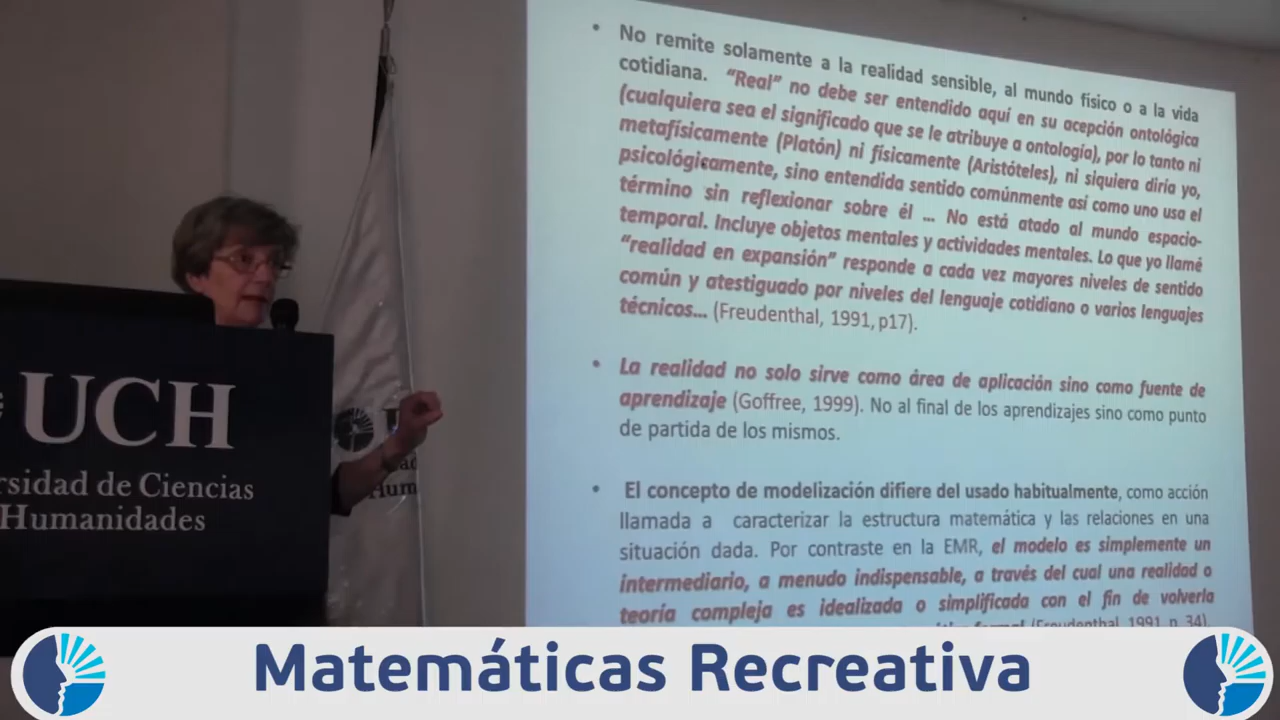 • No remite solamente a la realidad sensible, al mundo físico o a la vida
cotidiana. "Real" no debe ser entendido aquí en su acepción ontológica
(cualquiera sea el significado que se le atribuye a ontología), por lo tanto ni
metafísicamente (Platón) ni físicamente (Aristóteles), ni siquiera diría yo,
psicológicamente, sino entendida sentido comúnmente así como uno usa el
término sin reflexionar sobre él ... No está atado al mundo espacio-
temporal. Incluye objetos mentales y actividades mentales. Lo que yo llamé
"realidad en expansión" responde a cada vez mayores niveles de sentido
común y atestiguado por niveles del lenguaje cotidiano o varios lenguajes
técnicos... (Freudenthal, 1991, p17).
• La realidad no solo sirve como área de aplicación sino como fuente de
aprendizaje (Goffree, 1999). No al final de los aprendizajes sino como punto
de partida de los mismos.
• El concepto de modelización difiere del usado habitualmente, como acción
llamada a caracterizar la estructura matemática y las relaciones en una
situación dada. Por contraste en la EMR, el modelo es simplemente un
intermediario, a menudo indispensable, a través del cual una realidad o
teoría compleja es idealizada o simplificada con el fin de volverla
(Freudenthal, 1991, p. 34).
UCH
rsidad de Ciencias
Humanidades
Hum
Matemáticas Recreativa